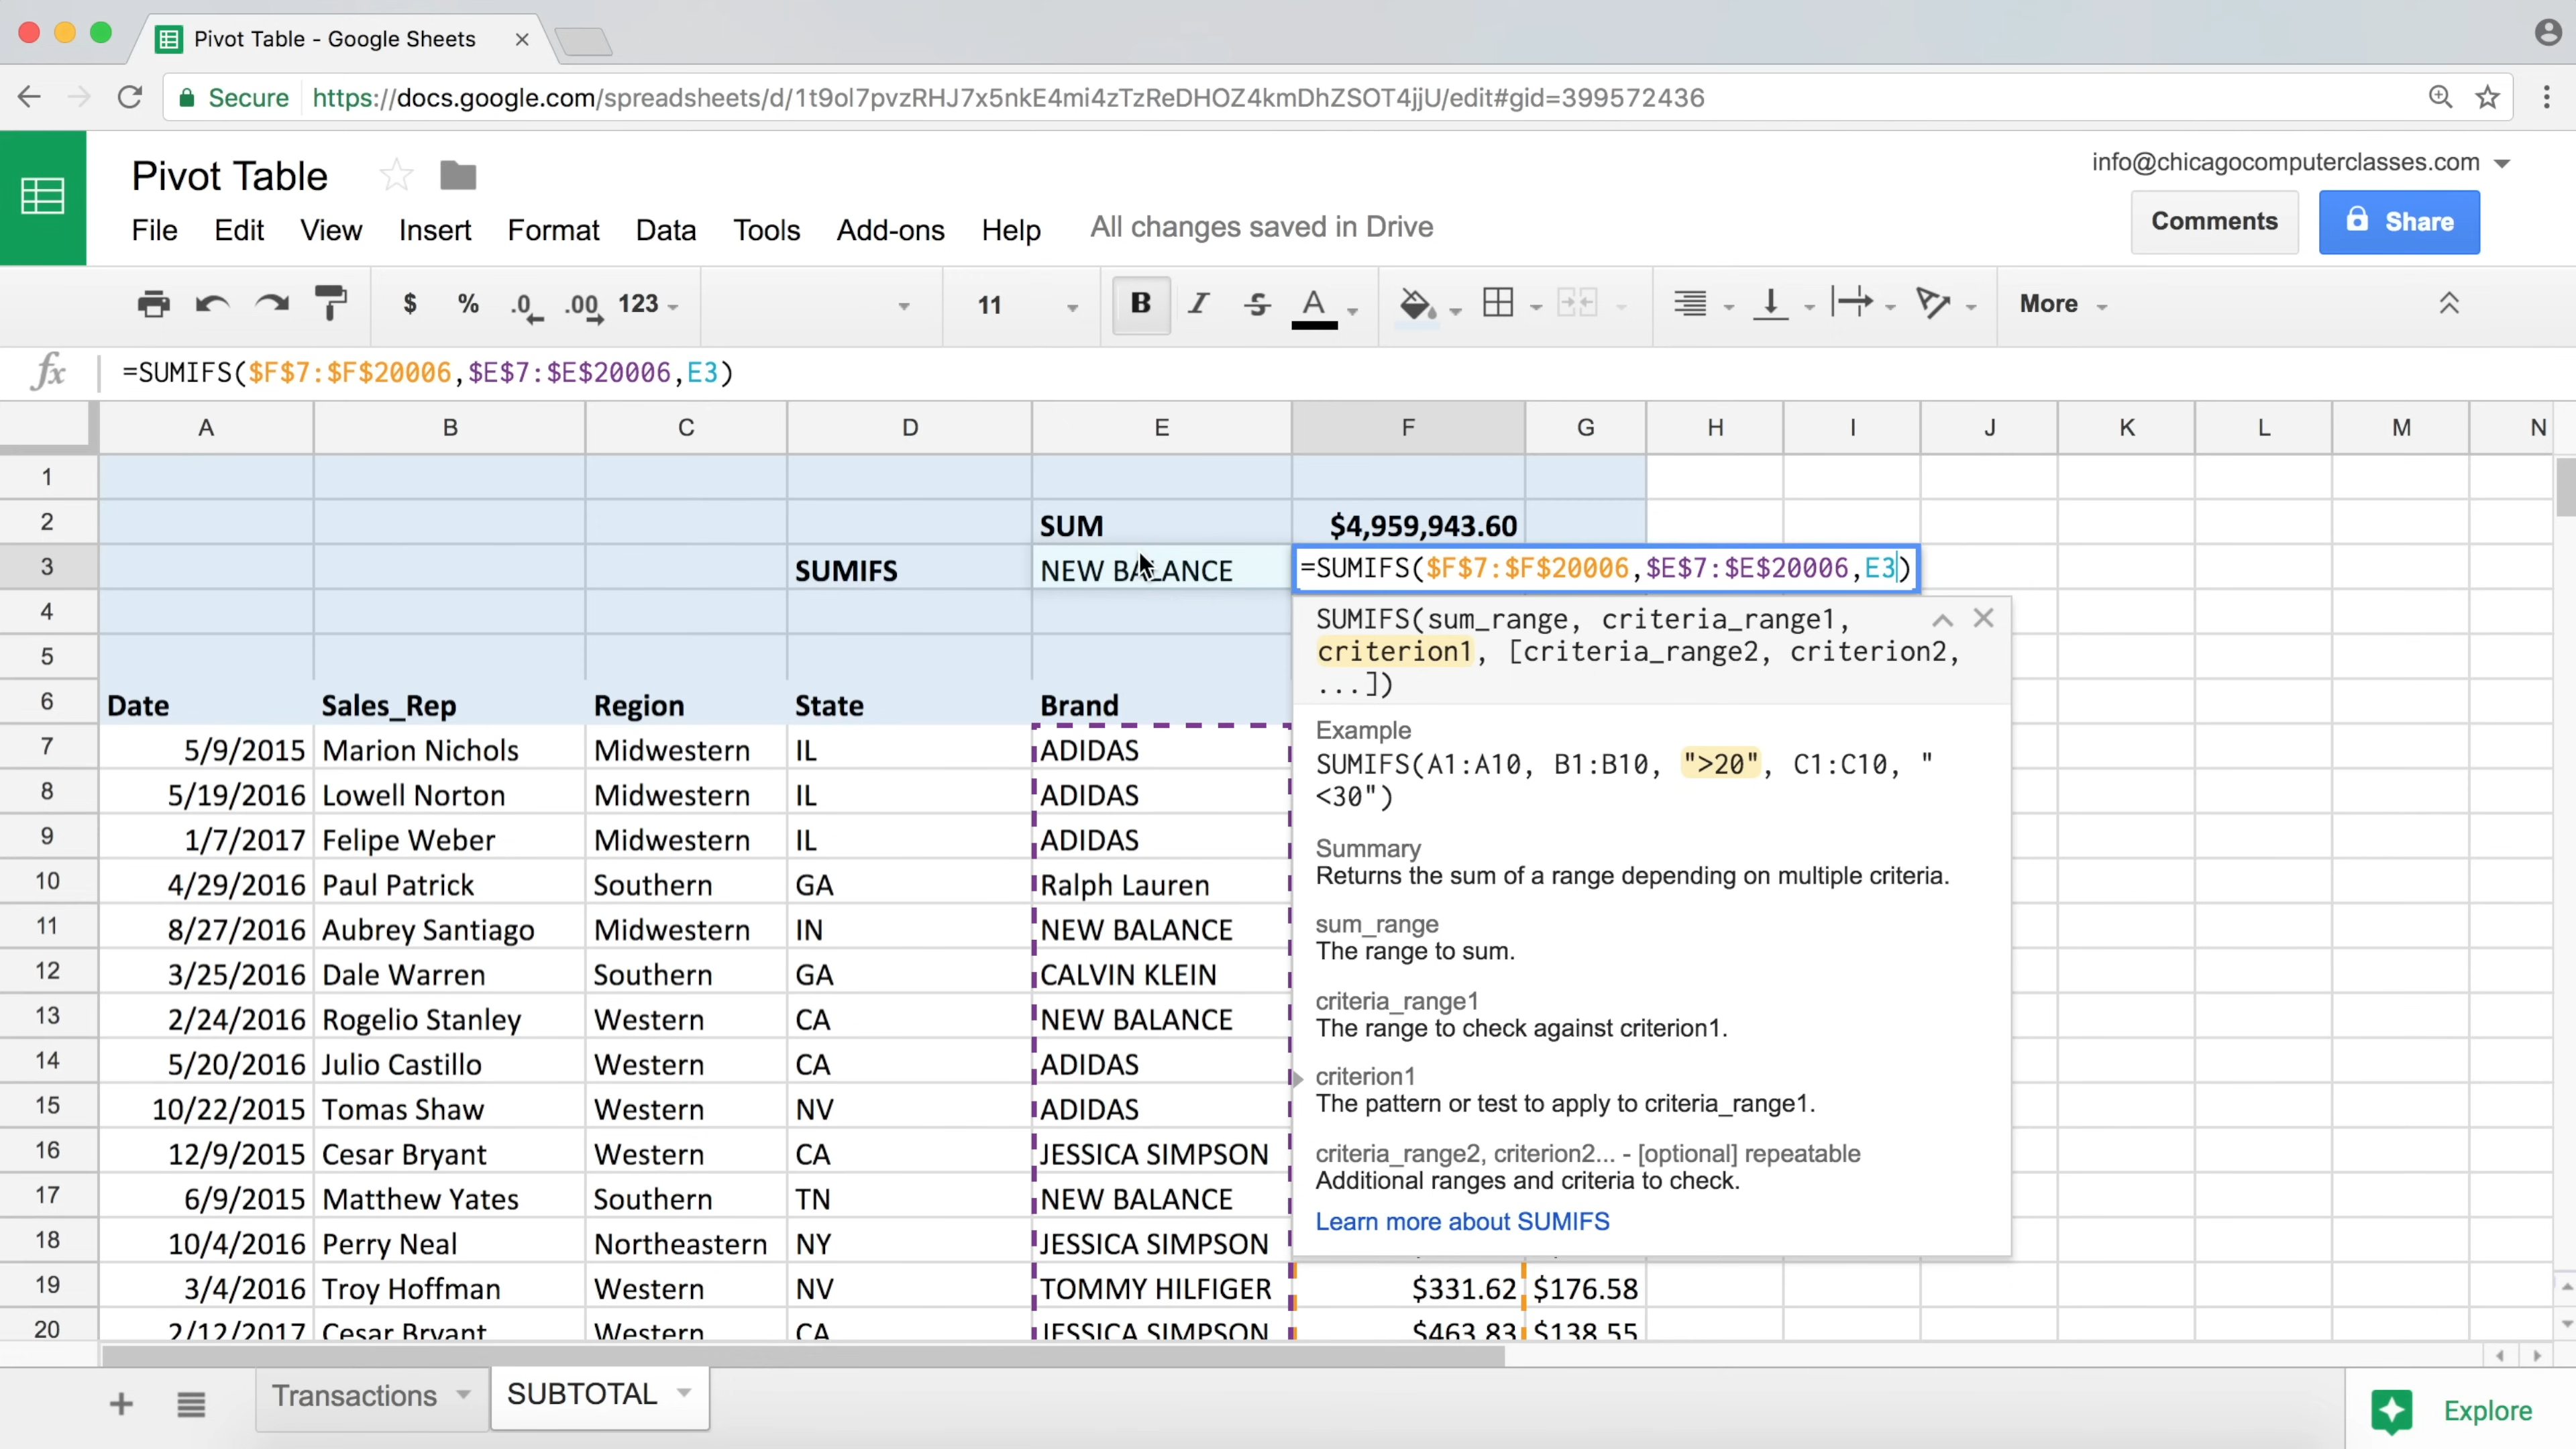 Pivot Table - Google Sheets
Secure https://docs.google.com/spreadsheets/d/1t9ol7pvzRHJ7x5nkE4mi4zTzReDHOZ4kmDhZSOT4jjU/edit#gid=399572436
Pivot Table
info@chicagocomputerclasses.com
File Edit View Insert Format Data Tools Add-ons Help All changes saved in Drive
Comments Share
$ % .0 .00 123 11 B I S A More
fx =SUMIFS($F$7:$F$20006,$E$7:$E$20006,E3)
A B C D E F G H I J K L M N
1
2 SUM $4,959,943.60
3 SUMIFS NEW BALANCE =SUMIFS($F$7:$F$20006,$E$7:$E$20006,E3)
4
5
6 Date Sales_Rep Region State Brand
7 5/9/2015 Marion Nichols Midwestern IL ADIDAS
8 5/19/2016 Lowell Norton Midwestern IL ADIDAS
9 1/7/2017 Felipe Weber Midwestern IL ADIDAS
10 4/29/2016 Paul Patrick Southern GA Ralph Lauren
11 8/27/2016 Aubrey Santiago Midwestern IN NEW BALANCE
12 3/25/2016 Dale Warren Southern GA CALVIN KLEIN
13 2/24/2016 Rogelio Stanley Western CA NEW BALANCE
14 5/20/2016 Julio Castillo Western CA ADIDAS
15 10/22/2015 Tomas Shaw Western NV ADIDAS
16 12/9/2015 Cesar Bryant Western CA JESSICA SIMPSON
17 6/9/2015 Matthew Yates Southern TN NEW BALANCE
18 10/4/2016 Perry Neal Northeastern NY JESSICA SIMPSON
19 3/4/2016 Troy Hoffman Western NV TOMMY HILFIGER $331.62 $176.58
20 2/12/2017 Cesar Bryant Western CA JESSICA SIMPSON $463.83 $138.55
SUMIFS(sum_range, criteria_range1,
criterion1, [criteria_range2, criterion2,
...])
Example
SUMIFS(A1:A10, B1:B10, ">20", C1:C10, "
<30")
Summary
Returns the sum of a range depending on multiple criteria.
sum_range
The range to sum.
criteria_range1
The range to check against criterion1.
criterion1
The pattern or test to apply to criteria_range1.
criteria_range2, criterion2... - [optional] repeatable
Additional ranges and criteria to check.
Learn more about SUMIFS
Transactions SUBTOTAL Explore